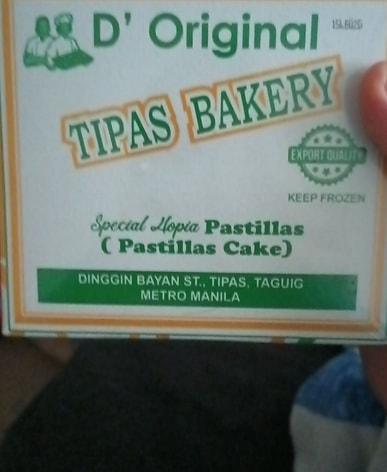 D' Original
TIPAS BAKERY
EXPORT QUALITY
KEEP FROZEN
Special Hopia Pastillas
( Pastillas Cake)
DINGGIN BAYAN ST., TIPAS, TAGUIG
METRO MANILA